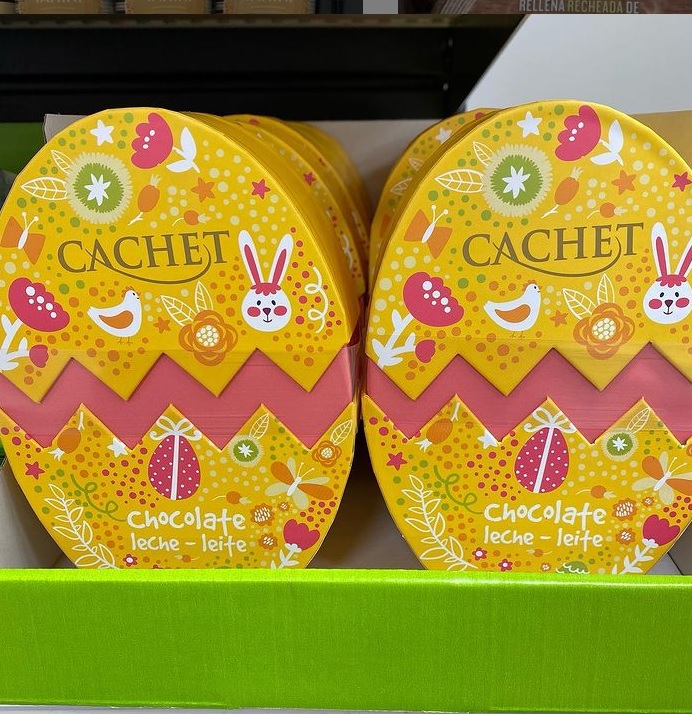 RELLENA RECHEADA DE
CACHET
CACHET
Chocolate
leche - leite
Chocolate
leche - leite